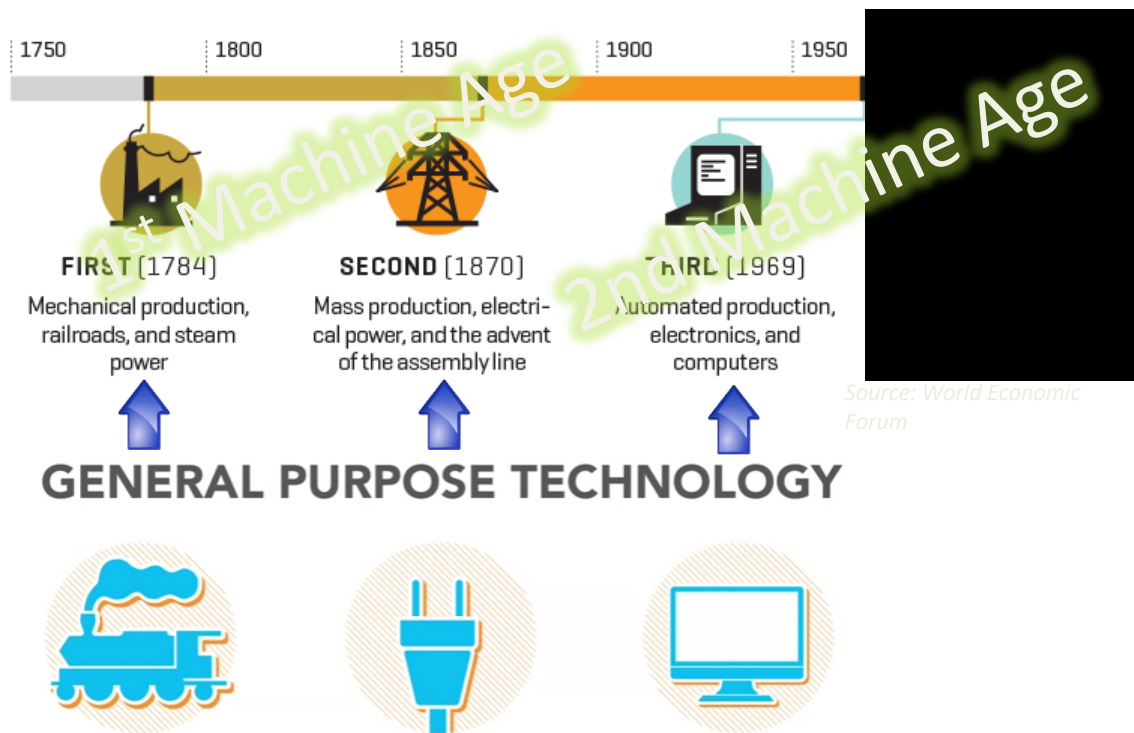 1750
1800
1850
1900
1950
1st Machine Age
2nd Machine Age
FIRST (1784)
Mechanical production,
railroads, and steam
power
SECOND (1870)
Mass production, electri-
cal power, and the advent
of the assembly line
THIRD (1969)
Automated production,
electronics, and
computers
Source: World Economic
Forum
GENERAL PURPOSE TECHNOLOGY